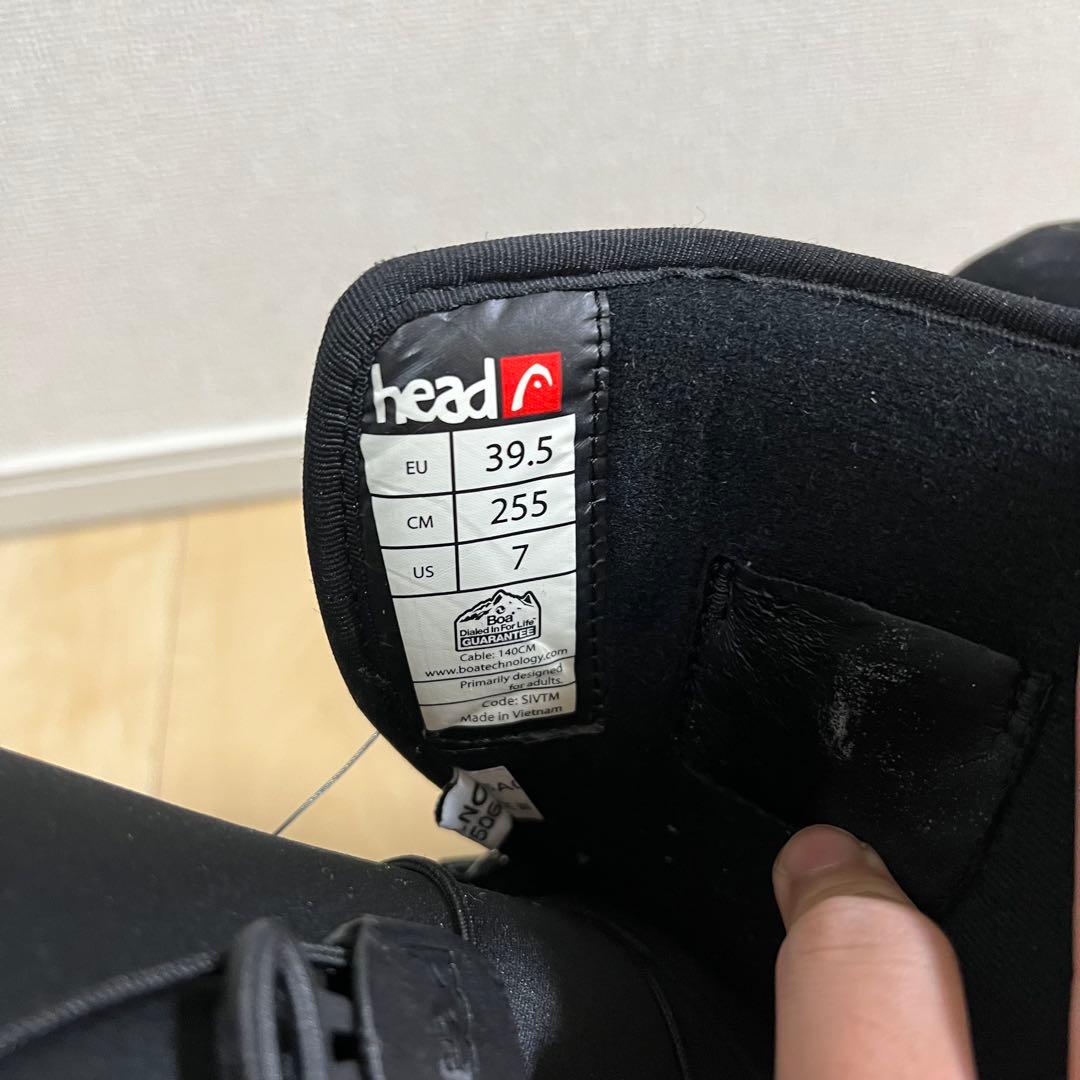 head
EU 39.5
CM 255
US 7
Boa
Dialed In For Life™
GUARANTEE
Cable: 140CM
www.boatechnology.com
Primarily designed
for adults.
Code: SIVTM
Made in Vietnam